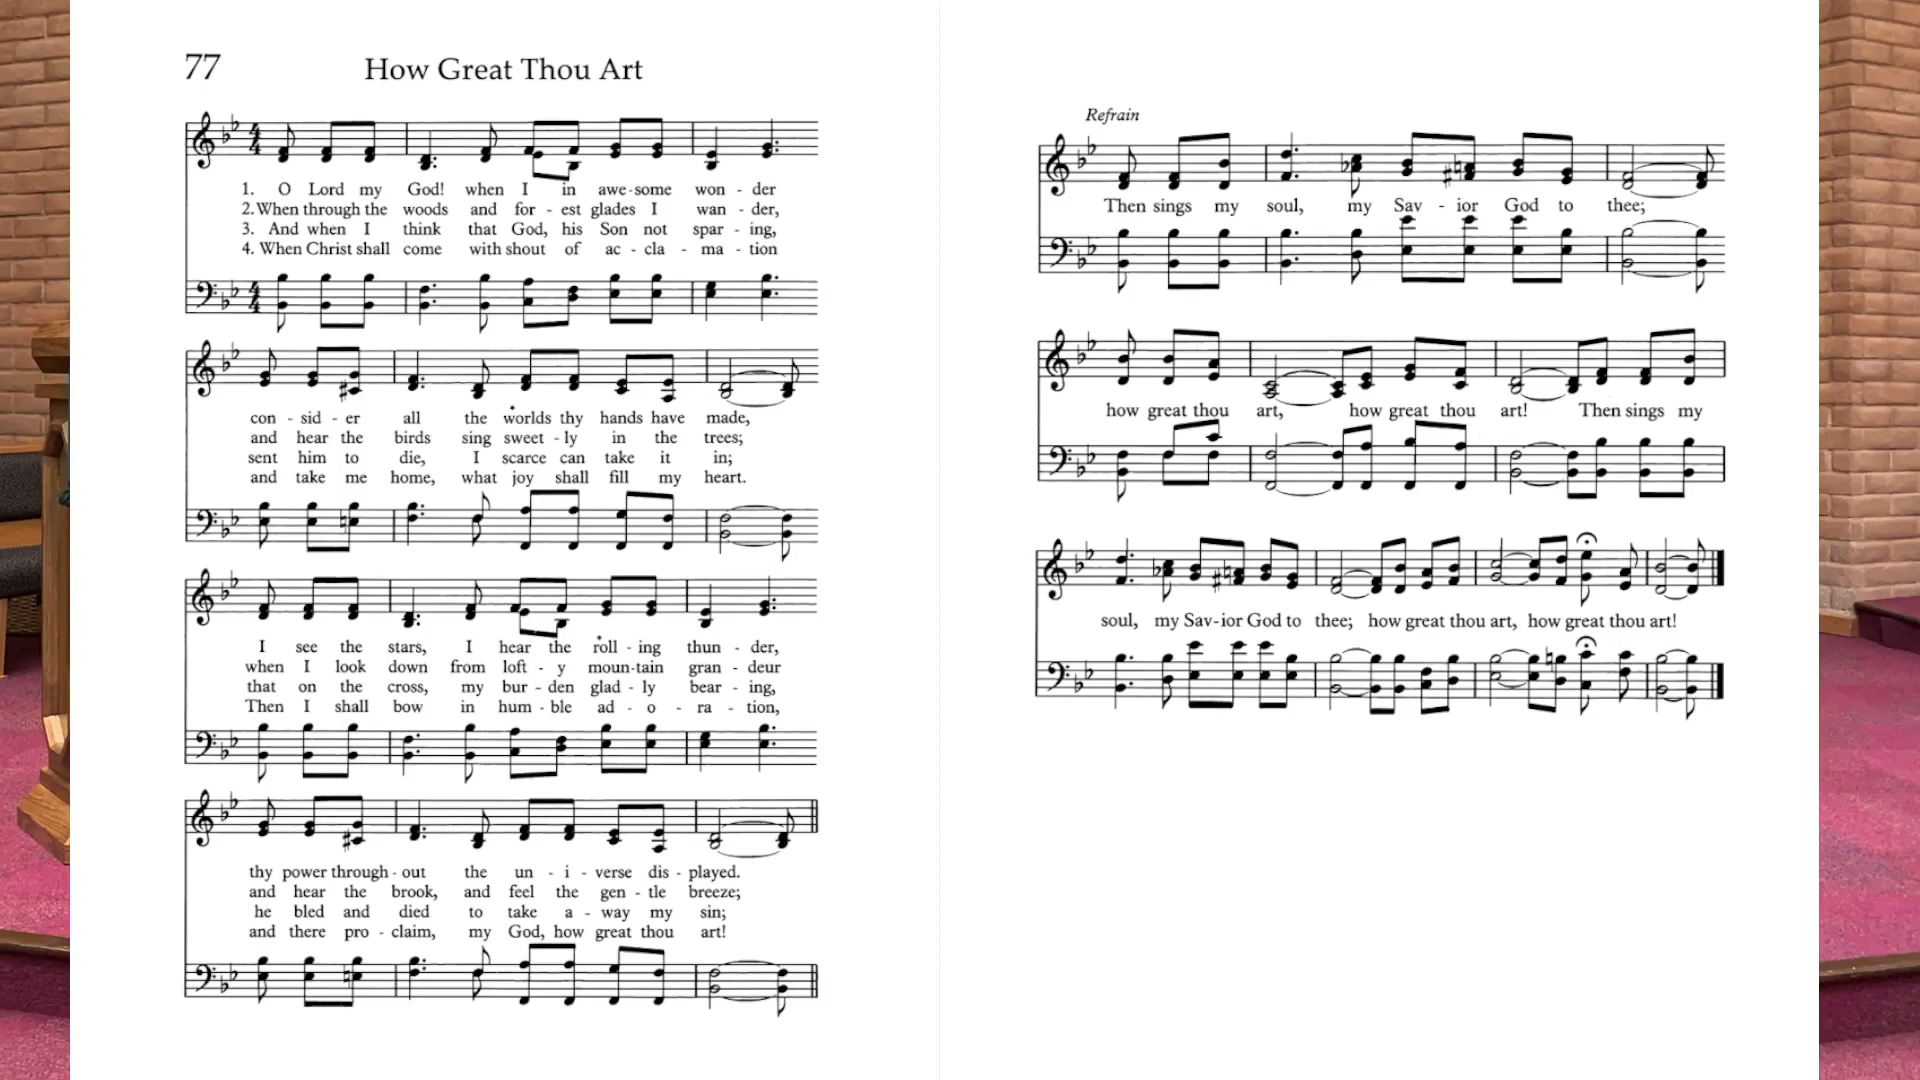 77
How Great Thou Art
1. O Lord my God! when I in awe-some won - der
2. When through the woods and for - est glades I wan - der,
3. And when I think that God, his Son not spar - ing,
4. When Christ shall come with shout of ac - cla - ma - tion
con - sid - er all the worlds thy hands have made,
and hear the birds sing sweet - ly in the trees;
sent him to die, I scarce can take it in;
and take me home, what joy shall fill my heart.
I see the stars, I hear the roll - ing thun - der,
when I look down from loft - y moun-tain gran - deur
that on the cross, my bur - den glad - ly bear - ing,
Then I shall bow in hum - ble ad - o - ra - tion,
thy power through - out the un - i - verse dis - played.
and hear the brook, and feel the gen - tle breeze;
he bled and died to take a - way my sin;
and there pro - claim, my God, how great thou art!
Refrain
Then sings my soul, my Sav - ior God to thee;
how great thou art, how great thou art! Then sings my
soul, my Sav-ior God to thee; how great thou art, how great thou art!